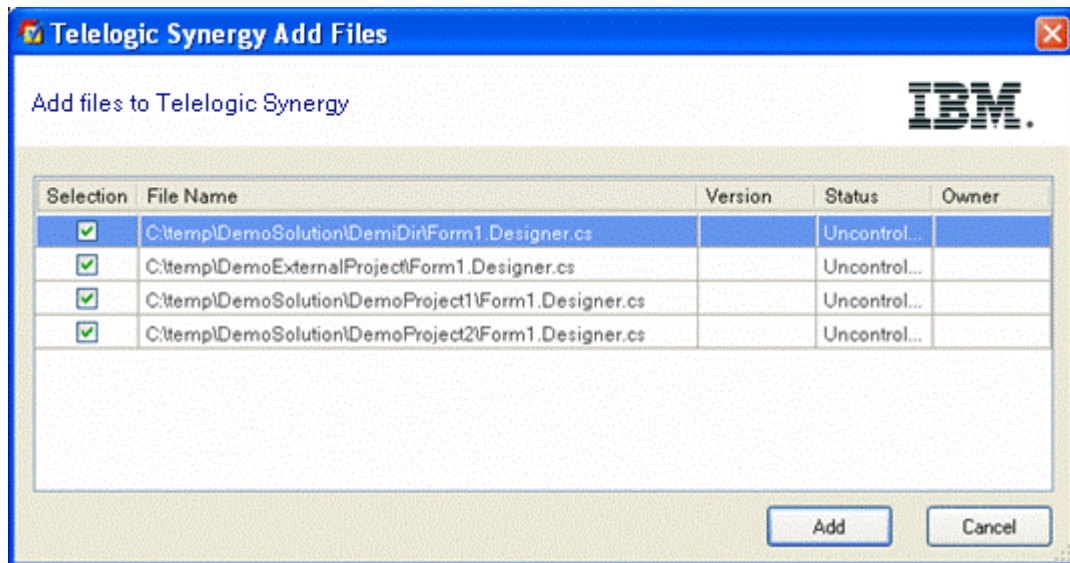 Telelogic Synergy Add Files
Add files to Telelogic Synergy
IBM.
Selection File Name Version Status Owner
C:\temp\DemoSolution\DemiDir\Form1.Designer.cs Uncontrol...
C:\temp\DemoExternalProject\Form1.Designer.cs Uncontrol...
C:\temp\DemoSolution\DemoProject1\Form1.Designer.cs Uncontrol...
C:\temp\DemoSolution\DemoProject2\Form1.Designer.cs Uncontrol...
Add Cancel